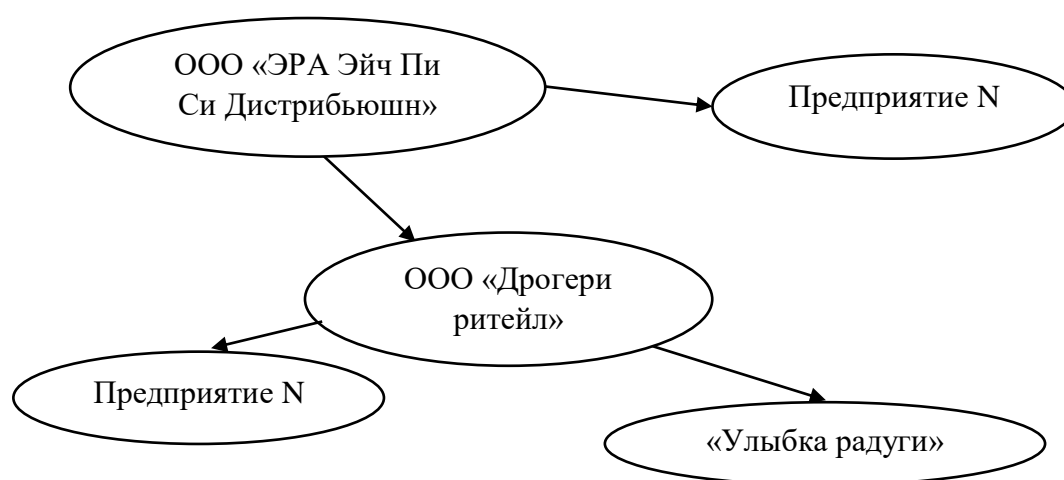 ООО «ЭРА Эйч Пи
Си Дистрибьюшн»
Предприятие N
ООО «Дрогери
ритейл»
Предприятие N
«Улыбка радуги»